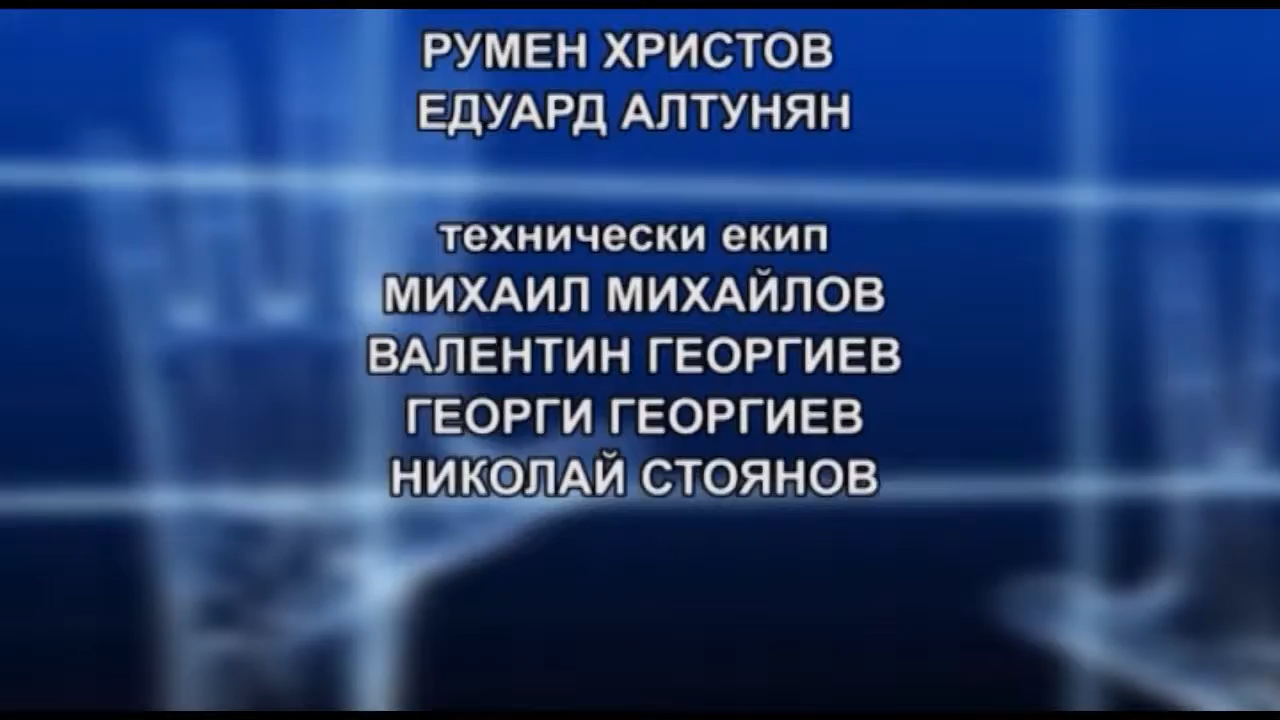 РУМЕН ХРИСТОВ
ЕДУАРД АЛТУНЯН
технически екип
МИХАИЛ МИХАЙЛОВ
ВАЛЕНТИН ГЕОРГИЕВ
ГЕОРГИ ГЕОРГИЕВ
НИКОЛАЙ СТОЯНОВ